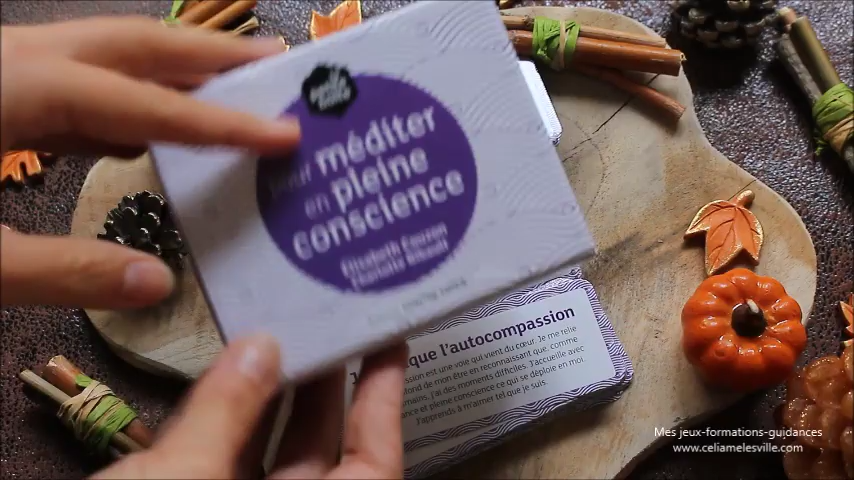 pour méditer
en pleine
conscience
Elisabeth Couzon
que l'autocompassion
ssion est une voie qui vient du cœur. Je me relie
fond de mon être en reconnaissant que, comme
umains, j'ai des moments difficiles. J'accueille avec
et pleine conscience ce qui se déploie en moi.
J'apprends à m'aimer tel que je suis.
Mes jeux-formations-guidances
www.celiamelesville.com